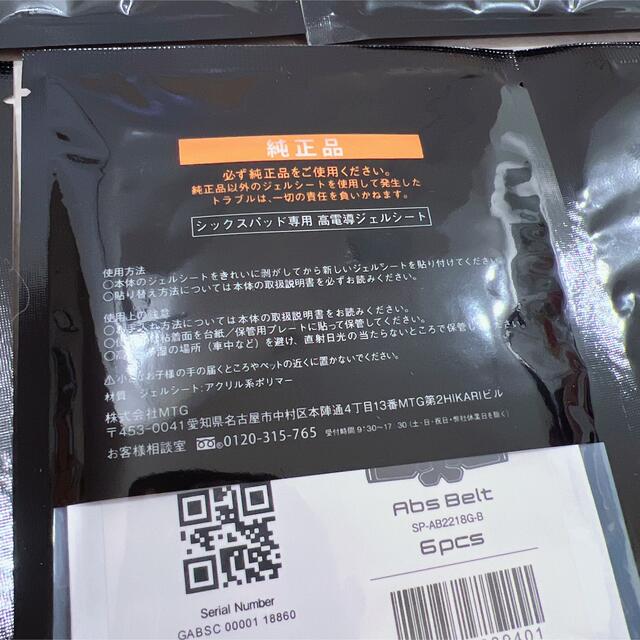 純正品
必ず純正品をご使用ください。
純正品以外のジェルシートを使用して発生した
トラブルは、一切の責任を負いかねます。
シックスパッド専用 高電導ジェルシート
使用方法
○本体のジェルシートをきれいに剥がしてから新しいジェルシートを貼り付けてください。
○貼り替え方法については本体の取扱説明書を必ずお読みください。
使用上の注意
○お手入れ方法については本体の取扱説明書をお読みください。
粘着面を台紙／保管用プレートに貼って保管してください。
湿の場所（車中など）を避け、直射日光の当たらないところで保管し
⚠小さなお子様の手の届くところやペットの近くに置かないでください。
材質 ジェルシート:アクリル系ポリマー
株式会社MTG
〒453-0041愛知県名古屋市中村区本陣通4丁目13番MTG第2HIKARIビル
お客様相談室 0120-315-765 受付時間 9:30~17:30 (土・日・祝日・弊社休業日を除く)
Abs Belt
SP-AB2218G-B
6pcs
Serial Number
GABSC 00001 18860